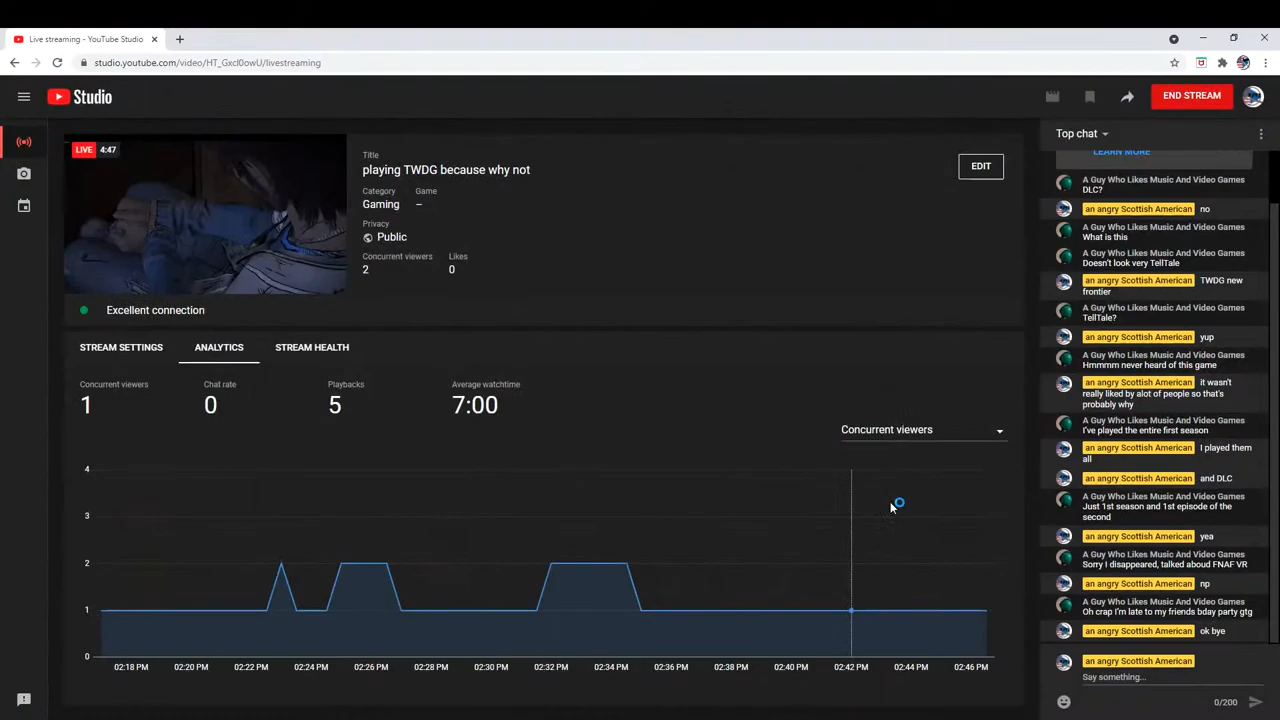 Live streaming - YouTube Studio
studio.youtube.com/video/HT_Gxcl0owU/livestreaming
Studio
END STREAM
LIVE 4:47
Title
playing TWDG because why not
EDIT
Category Game
Gaming –
Privacy
Public
Concurrent viewers Likes
2 0
Excellent connection
STREAM SETTINGS ANALYTICS STREAM HEALTH
Concurrent viewers Chat rate Playbacks Average watchtime
1 0 5 7:00
Concurrent viewers
4
3
2
1
0
02:18 PM 02:20 PM 02:22 PM 02:24 PM 02:26 PM 02:28 PM 02:30 PM 02:32 PM 02:34 PM 02:36 PM 02:38 PM 02:40 PM 02:42 PM 02:44 PM 02:46 PM
Top chat
LEARN MORE
A Guy Who Likes Music And Video Games
DLC?
an angry Scottish American no
A Guy Who Likes Music And Video Games
What is this
A Guy Who Likes Music And Video Games
Doesn't look very TellTale
an angry Scottish American TWDG new
frontier
A Guy Who Likes Music And Video Games
TellTale?
an angry Scottish American yup
A Guy Who Likes Music And Video Games
Hmmmm never heard of this game
an angry Scottish American it wasn't
really liked by alot of people so that's
probably why
A Guy Who Likes Music And Video Games
I've played the entire first season
an angry Scottish American I played them
all
an angry Scottish American and DLC
A Guy Who Likes Music And Video Games
Just 1st season and 1st episode of the
second
an angry Scottish American yea
A Guy Who Likes Music And Video Games
Sorry I disappeared, talked aboud FNAF VR
an angry Scottish American np
A Guy Who Likes Music And Video Games
Oh crap I'm late to my friends bday party gtg
an angry Scottish American ok bye
an angry Scottish American
Say something...
0/200